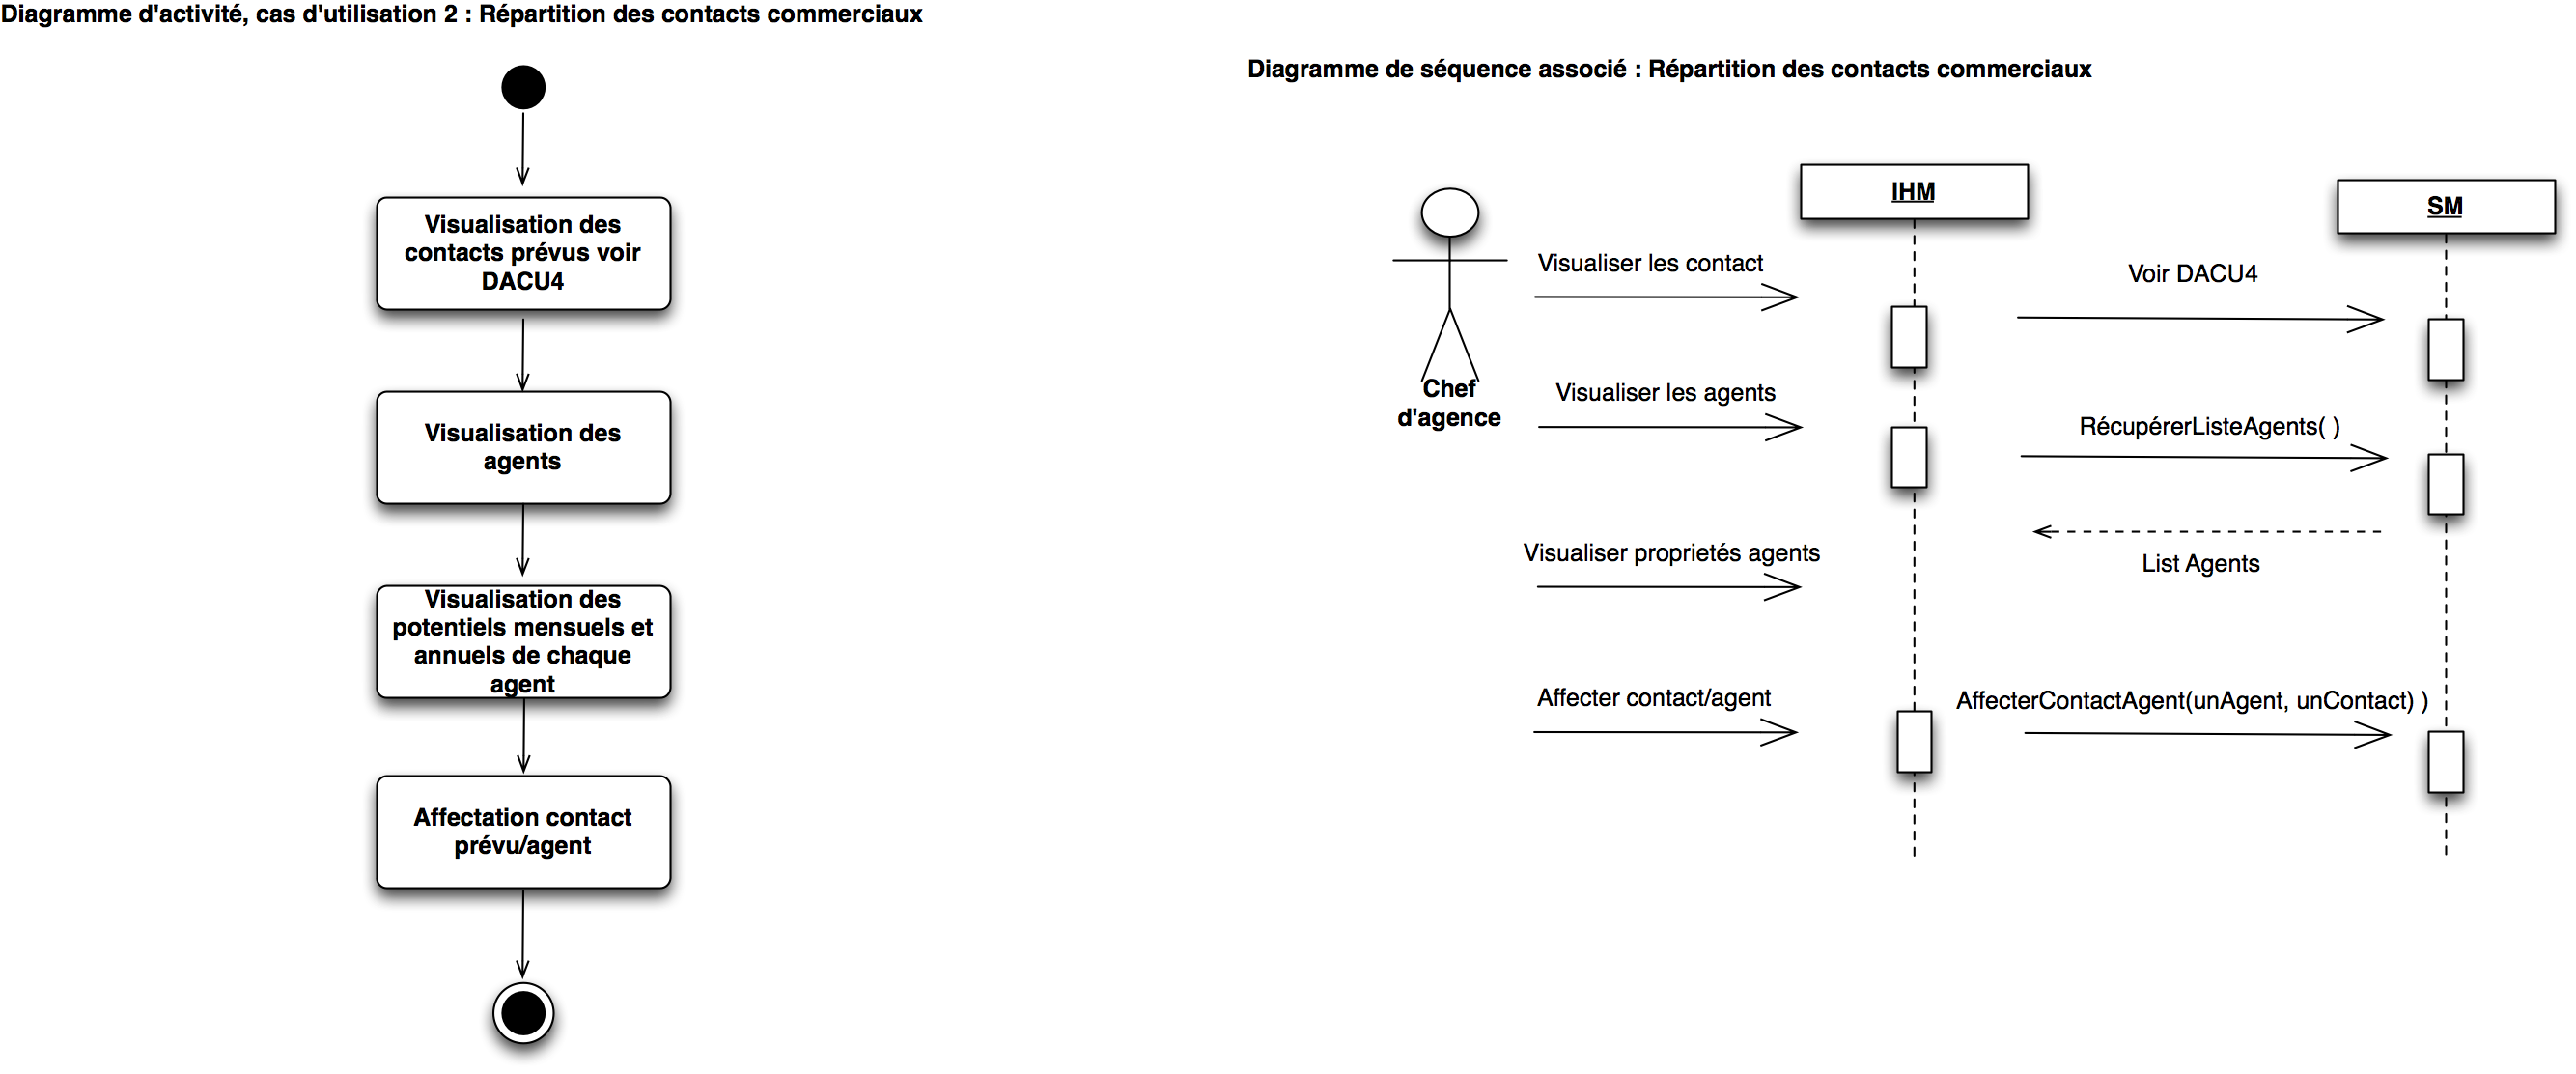 Diagramme d'activité, cas d'utilisation 2 : Répartition des contacts commerciaux
Visualisation des
contacts prévus voir
DACU4
Visualisation des
agents
Visualisation des
potentiels mensuels et
annuels de chaque
agent
Affectation contact
prévu/agent
Diagramme de séquence associé : Répartition des contacts commerciaux
IHM
SM
Chef
d'agence
Visualiser les contact
Voir DACU4
Visualiser les agents
RécupérerListeAgents( )
List Agents
Visualiser proprietés agents
Affecter contact/agent
AffecterContactAgent(unAgent, unContact) )